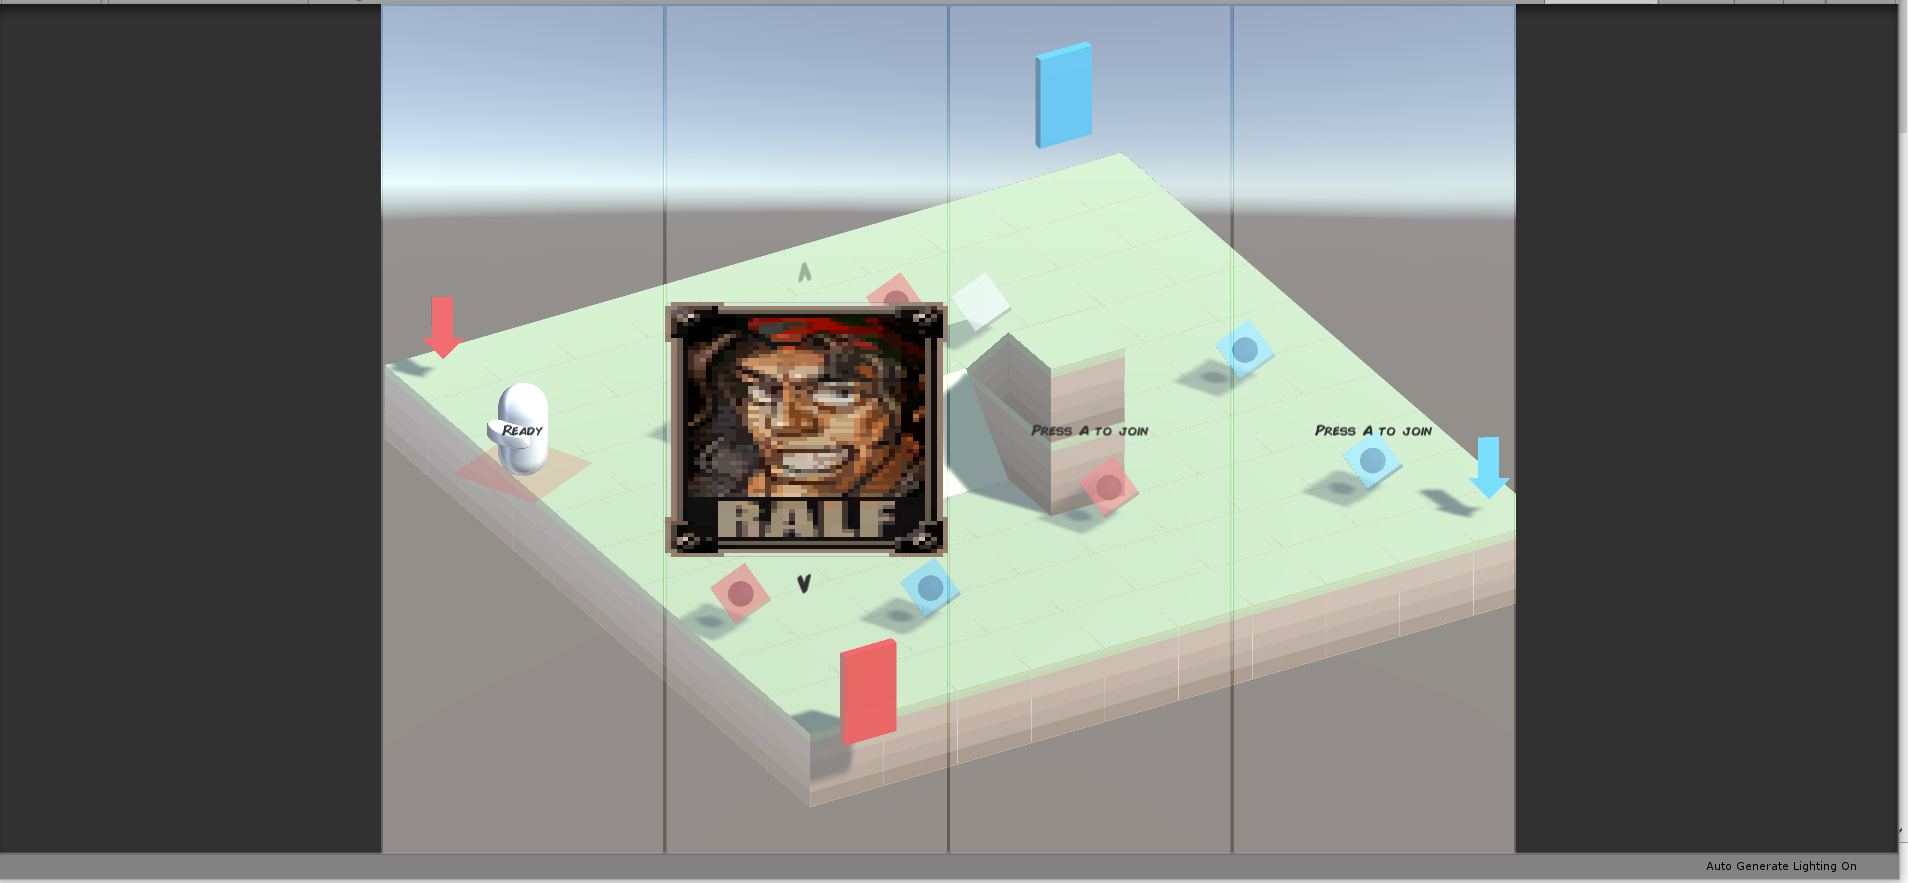 READY
RALF
PRESS A TO JOIN
PRESS A TO JOIN
Auto Generate Lighting On